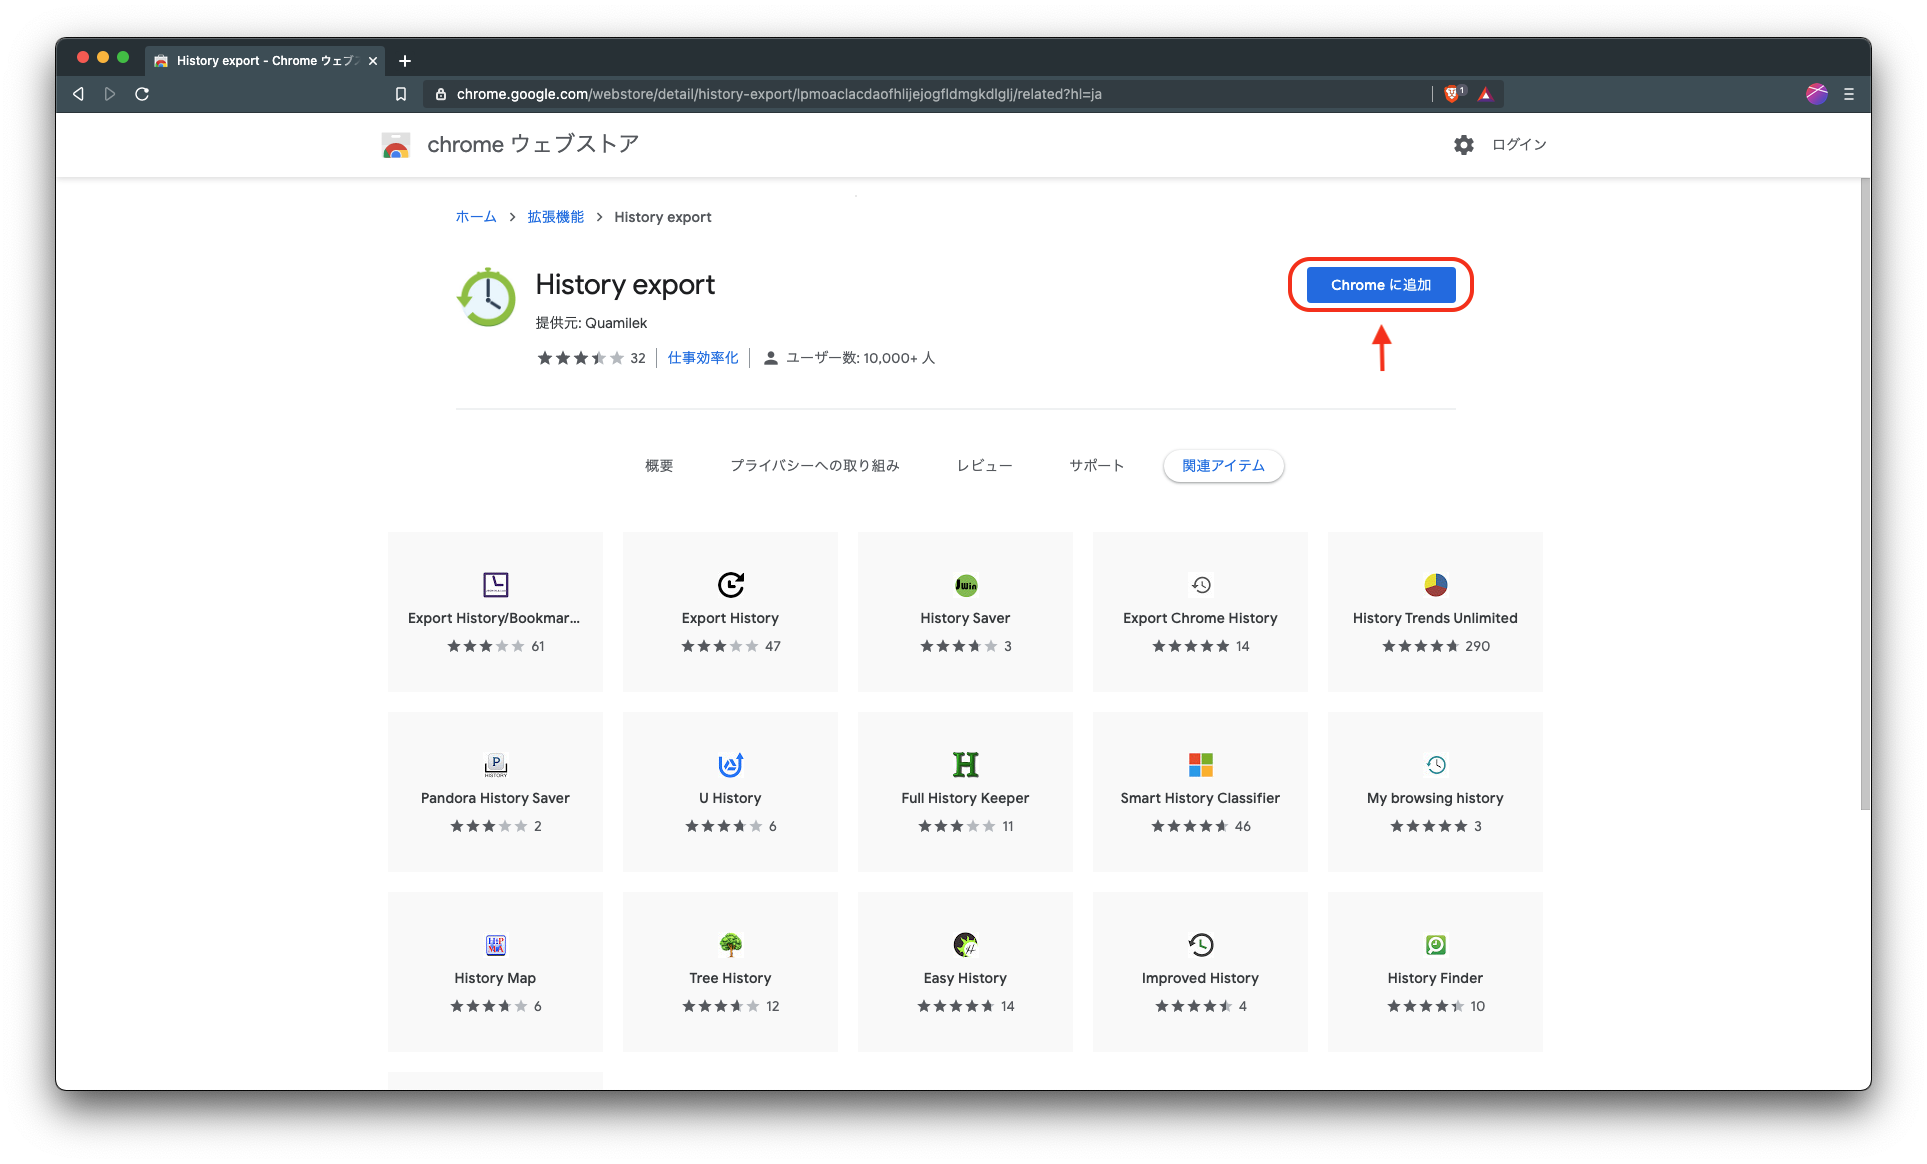 History export - Chrome ウェブス
chrome.google.com/webstore/detail/history-export/lpmoaclacdaofhlijejogfldmgkdlglj/related?hl=ja
1
chrome ウェブストア
ログイン
ホーム > 拡張機能 > History export
History export
Chrome に追加
提供元: Quamilek
32 仕事効率化 ユーザー数: 10,000+ 人
概要 プライバシーへの取り組み レビュー サポート 関連アイテム
Jwin
Export History/Bookmar... Export History History Saver Export Chrome History History Trends Unlimited
61 47 3 14 290
P H
HISTORY
Pandora History Saver U History Full History Keeper Smart History Classifier My browsing history
2 6 11 46 3
H
History Map Tree History Easy History Improved History History Finder
6 12 14 4 10